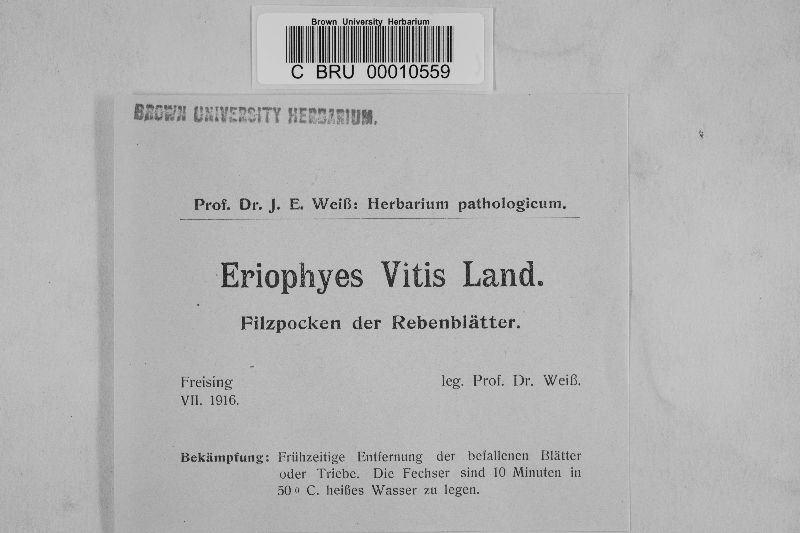 Brown University Herbarium
C BRU 00010559
BROWN UNIVERSITY HERBARIUM.
Prof. Dr. J. E. Weiß: Herbarium pathologicum.
Eriophyes Vitis Land.
Filzpocken der Rebenblätter.
Freising leg. Prof. Dr. Weiß.
VII. 1916.
Bekämpfung: Frühzeitige Entfernung der befallenen Blätter
oder Triebe. Die Fechser sind 10 Minuten in
50º C. heißes Wasser zu legen.